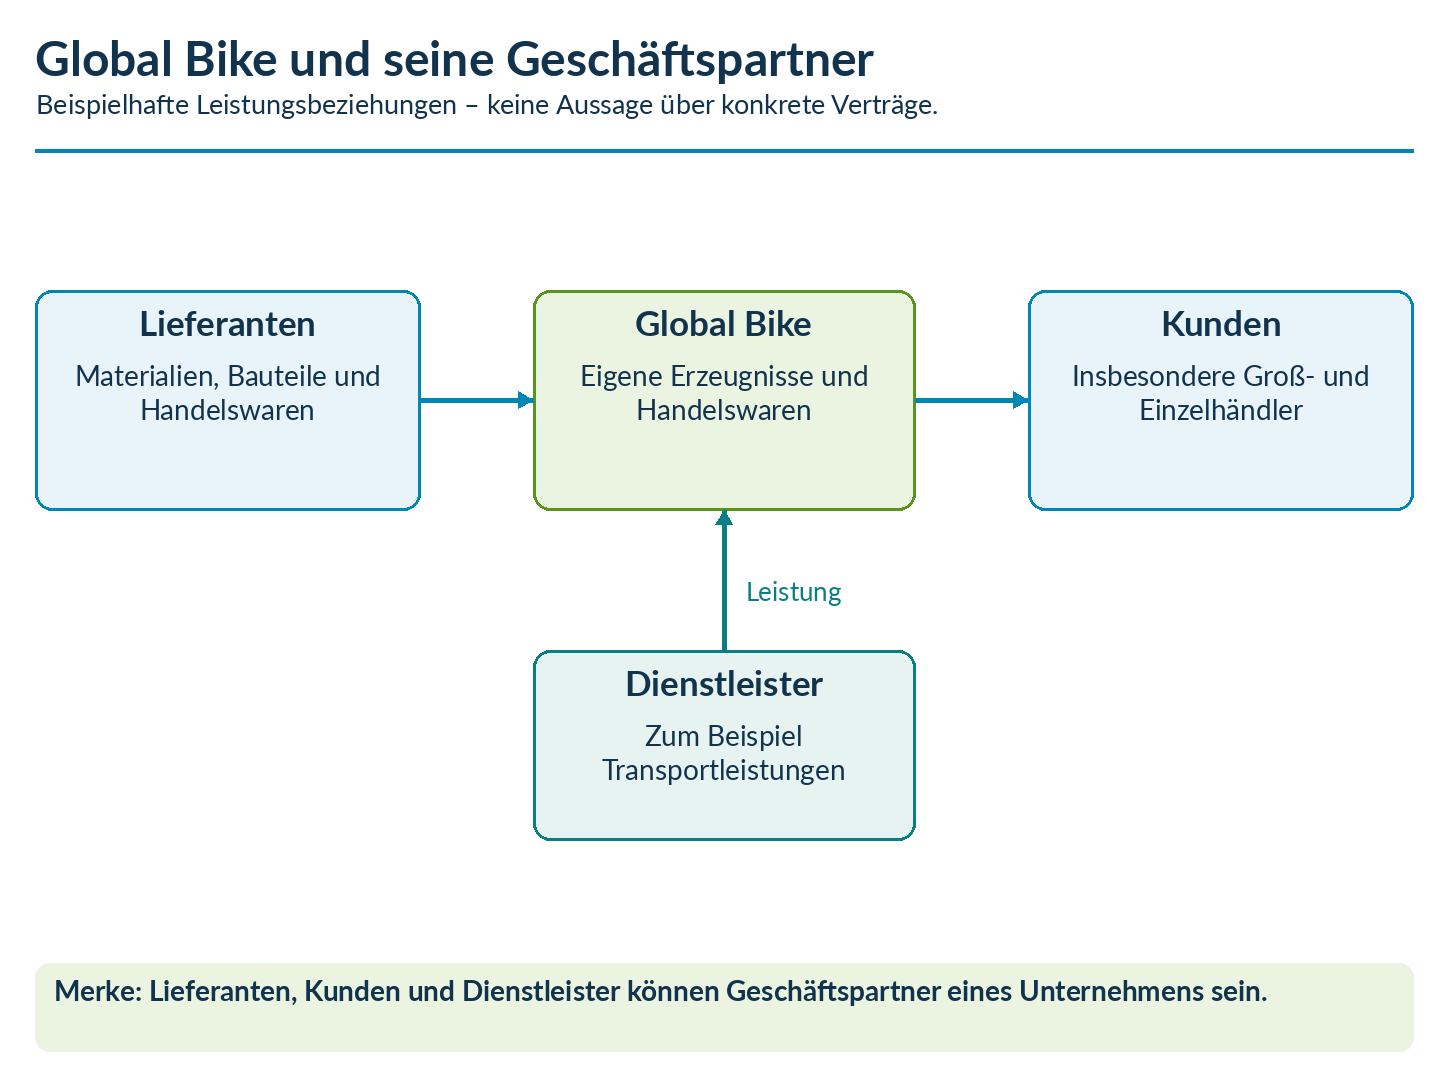 Global Bike und seine Geschäftspartner
Beispielhafte Leistungsbeziehungen – keine Aussage über konkrete Verträge.
Lieferanten
Materialien, Bauteile und
Handelswaren
Global Bike
Eigene Erzeugnisse und
Handelswaren
Kunden
Insbesondere Groß- und
Einzelhändler
Leistung
Dienstleister
Zum Beispiel
Transportleistungen
Merke: Lieferanten, Kunden und Dienstleister können Geschäftspartner eines Unternehmens sein.